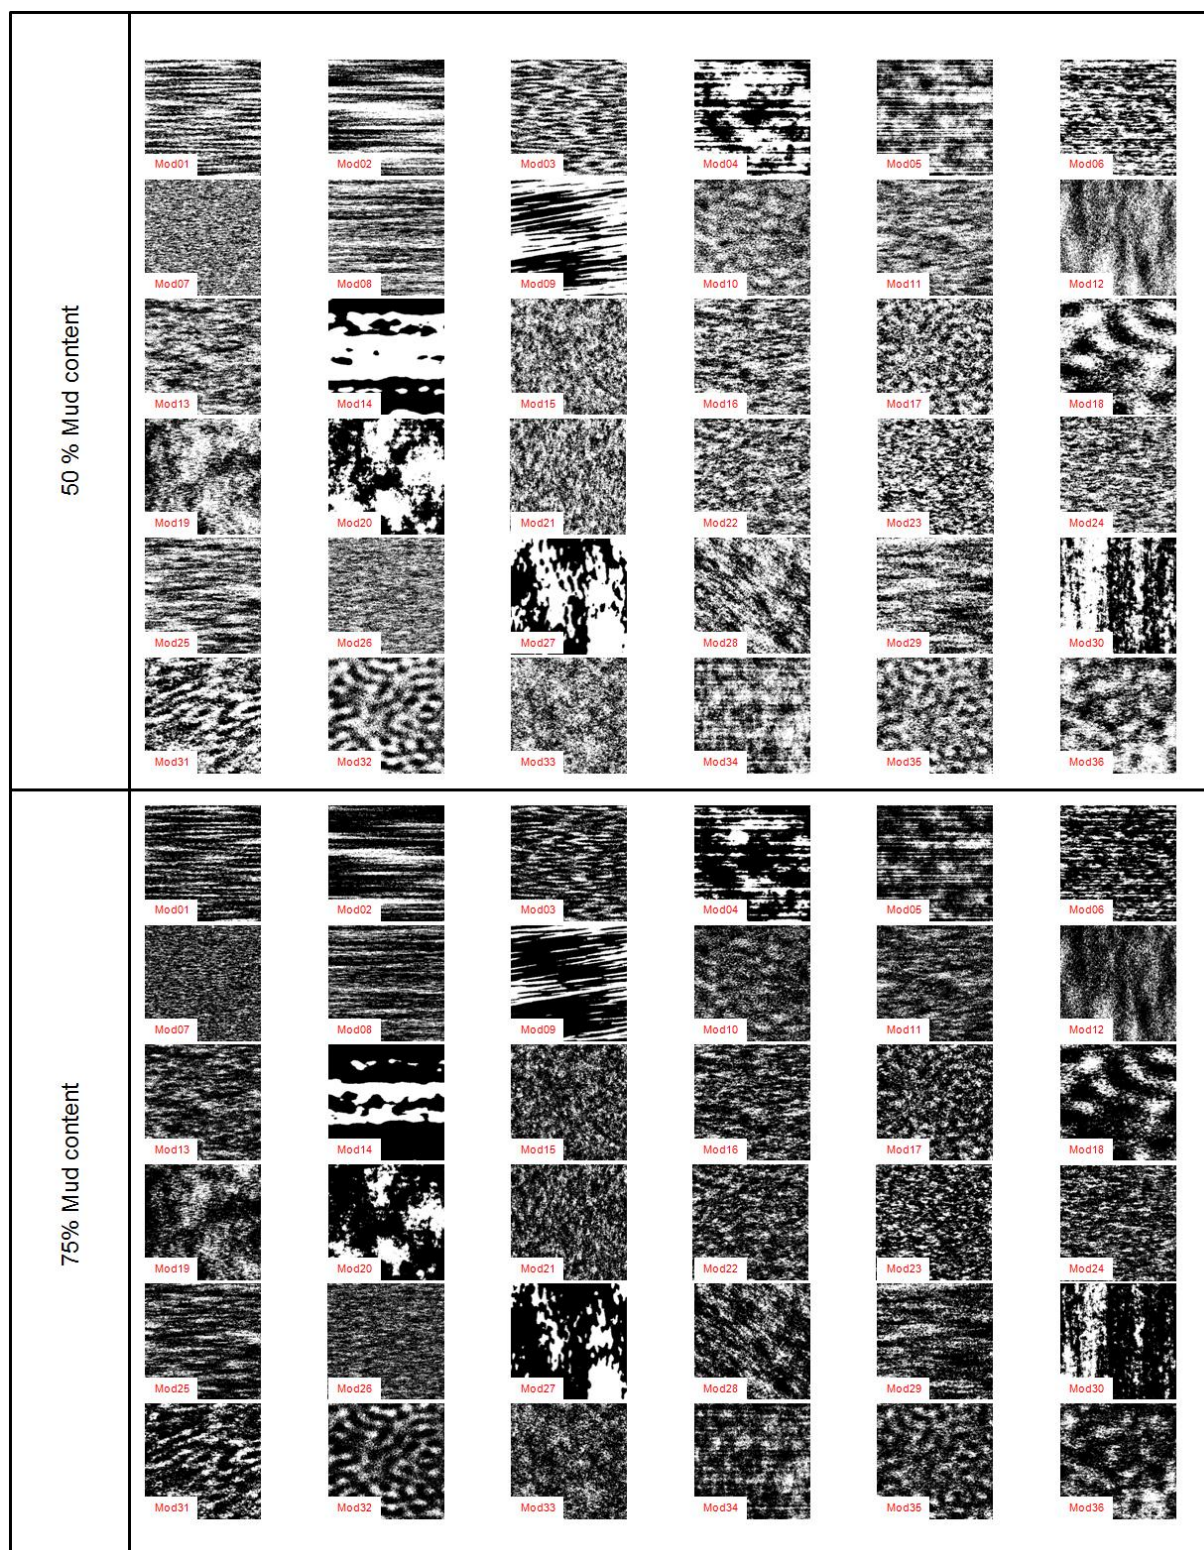 50 % Mud content
Mod01 Mod02 Mod03 Mod04 Mod05 Mod06
Mod07 Mod08 Mod09 Mod10 Mod11 Mod12
Mod13 Mod14 Mod15 Mod16 Mod17 Mod18
Mod19 Mod20 Mod21 Mod22 Mod23 Mod24
Mod25 Mod26 Mod27 Mod28 Mod29 Mod30
Mod31 Mod32 Mod33 Mod34 Mod35 Mod36
75% Mud content
Mod01 Mod02 Mod03 Mod04 Mod05 Mod06
Mod07 Mod08 Mod09 Mod10 Mod11 Mod12
Mod13 Mod14 Mod15 Mod16 Mod17 Mod18
Mod19 Mod20 Mod21 Mod22 Mod23 Mod24
Mod25 Mod26 Mod27 Mod28 Mod29 Mod30
Mod31 Mod32 Mod33 Mod34 Mod35 Mod36